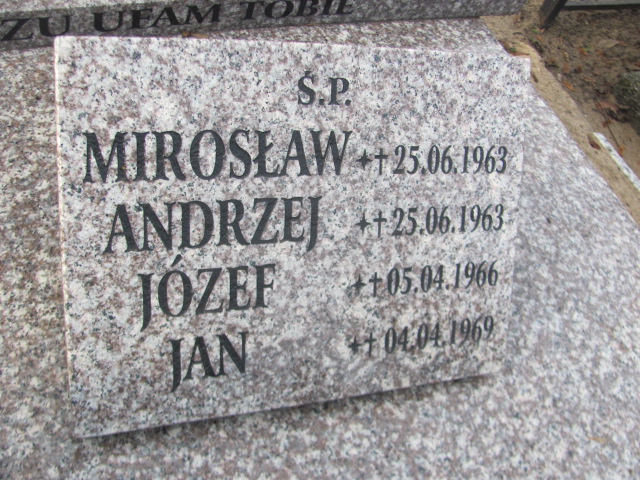 ZU UFAM TOBIE
Ś.P.
MIROSŁAW ✦✝ 25.06.1963
ANDRZEJ ✦✝ 25.06.1963
JÓZEF ✦✝ 05.04.1966
JAN ✦✝ 04.04.1969